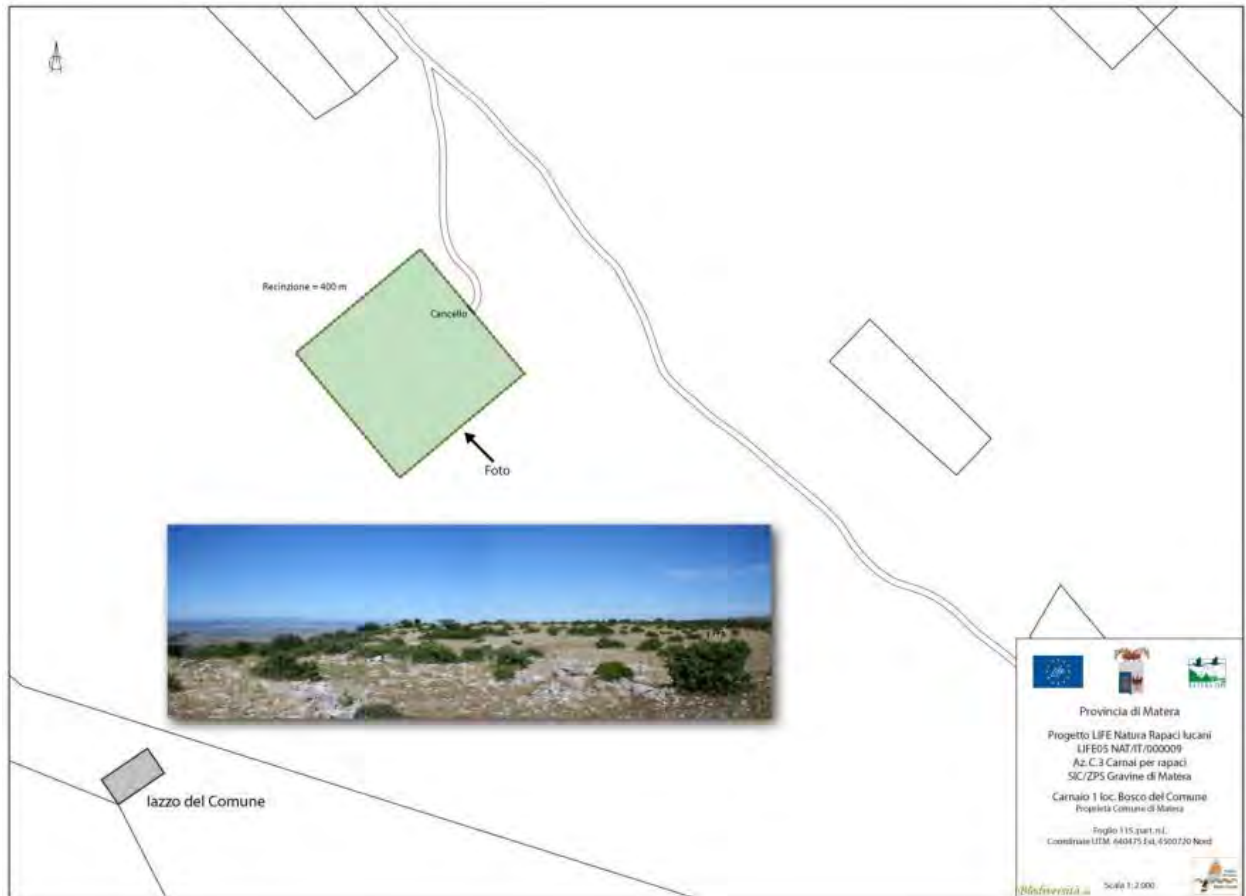 Recinzione = 400 m
Cancello
Foto
Iazzo del Comune
Provincia di Matera
Progetto LIFE Natura Rapaci lucani
LIFE05 NAT/IT/000009
Az. C.3 Carnai per rapaci
SIC/ZPS Gravine di Matera
Carnaio 1 loc. Bosco del Comune
Proprietà Comune di Matera
Foglio 115, part. n.1.
Coordinate UTM: 640475 Est, 4500720 Nord
Scala 1: 2 000
Biodiversità